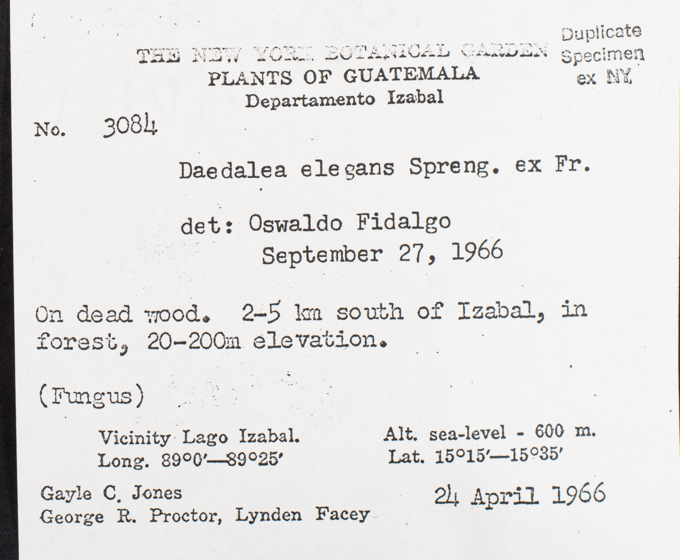 THE NEW YORK BOTANICAL GARDEN
Duplicate
Specimen
ex NY,
PLANTS OF GUATEMALA
Departamento Izabal
No. 3084
Daedalea elegans Spreng. ex Fr.
det: Oswaldo Fidalgo
September 27, 1966
On dead wood. 2-5 km south of Izabal, in
forest, 20-200m elevation.
(Fungus)
Vicinity Lago Izabal.
Long. 89°0'—89°25'
Alt. sea-level - 600 m.
Lat. 15°15'—15°35'
Gayle C. Jones
George R. Proctor, Lynden Facey
24 April 1966